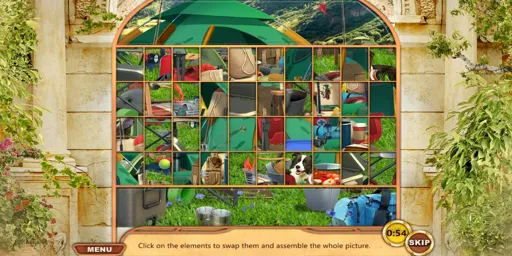 0:54
MENU
Click on the elements to swap them and assemble the whole picture.
SKIP